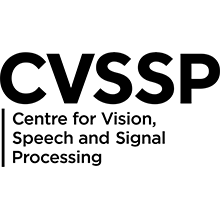 CVSSP
Centre for Vision,
Speech and Signal
Processing